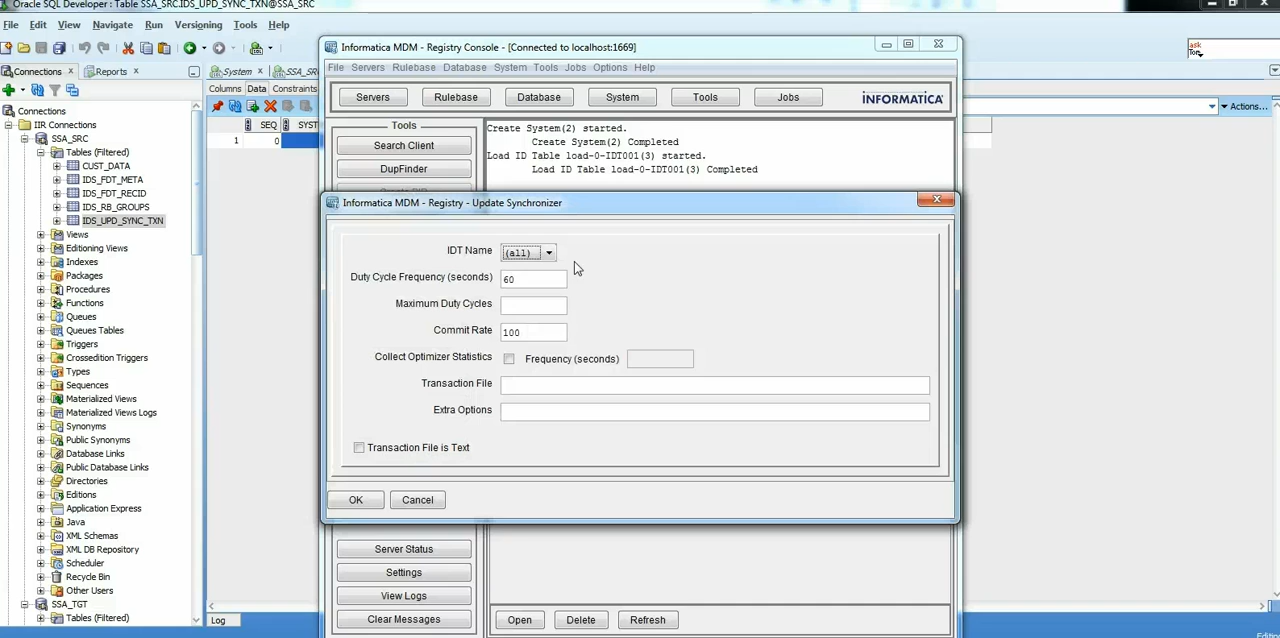 Oracle SQL Developer : Table SSA_SRC.IDS_UPD_SYNC_TXN@SSA_SRC
File Edit View Navigate Run Versioning Tools Help
Connections Reports
System
SSA_SR
Columns Data Constraints
SEQ SYST
1 0
Actions...
Connections
IIR Connections
SSA_SRC
Tables (Filtered)
CUST_DATA
IDS_FDT_META
IDS_FDT_RECID
IDS_RB_GROUPS
IDS_UPD_SYNC_TXN
Views
Editioning Views
Indexes
Packages
Procedures
Functions
Queues
Queues Tables
Triggers
Crossedition Triggers
Types
Sequences
Materialized Views
Materialized Views Logs
Synonyms
Public Synonyms
Database Links
Public Database Links
Directories
Editions
Application Express
Java
XML Schemas
XML DB Repository
Scheduler
Recycle Bin
Other Users
SSA_TGT
Tables (Filtered)
Log
Informatica MDM - Registry Console - [Connected to localhost:1669]
File Servers Rulebase Database System Tools Jobs Options Help
Servers Rulebase Database System Tools Jobs INFORMATICA
Tools
Search Client
DupFinder
Create System(2) started.
Create System(2) Completed
Load ID Table load-0-IDT001(3) started.
Load ID Table load-0-IDT001(3) Completed
Informatica MDM - Registry - Update Synchronizer
IDT Name (all)
Duty Cycle Frequency (seconds) 60
Maximum Duty Cycles
Commit Rate 100
Collect Optimizer Statistics Frequency (seconds)
Transaction File
Extra Options
Transaction File is Text
OK Cancel
Server Status
Settings
View Logs
Clear Messages
Open Delete Refresh
ask
Editing